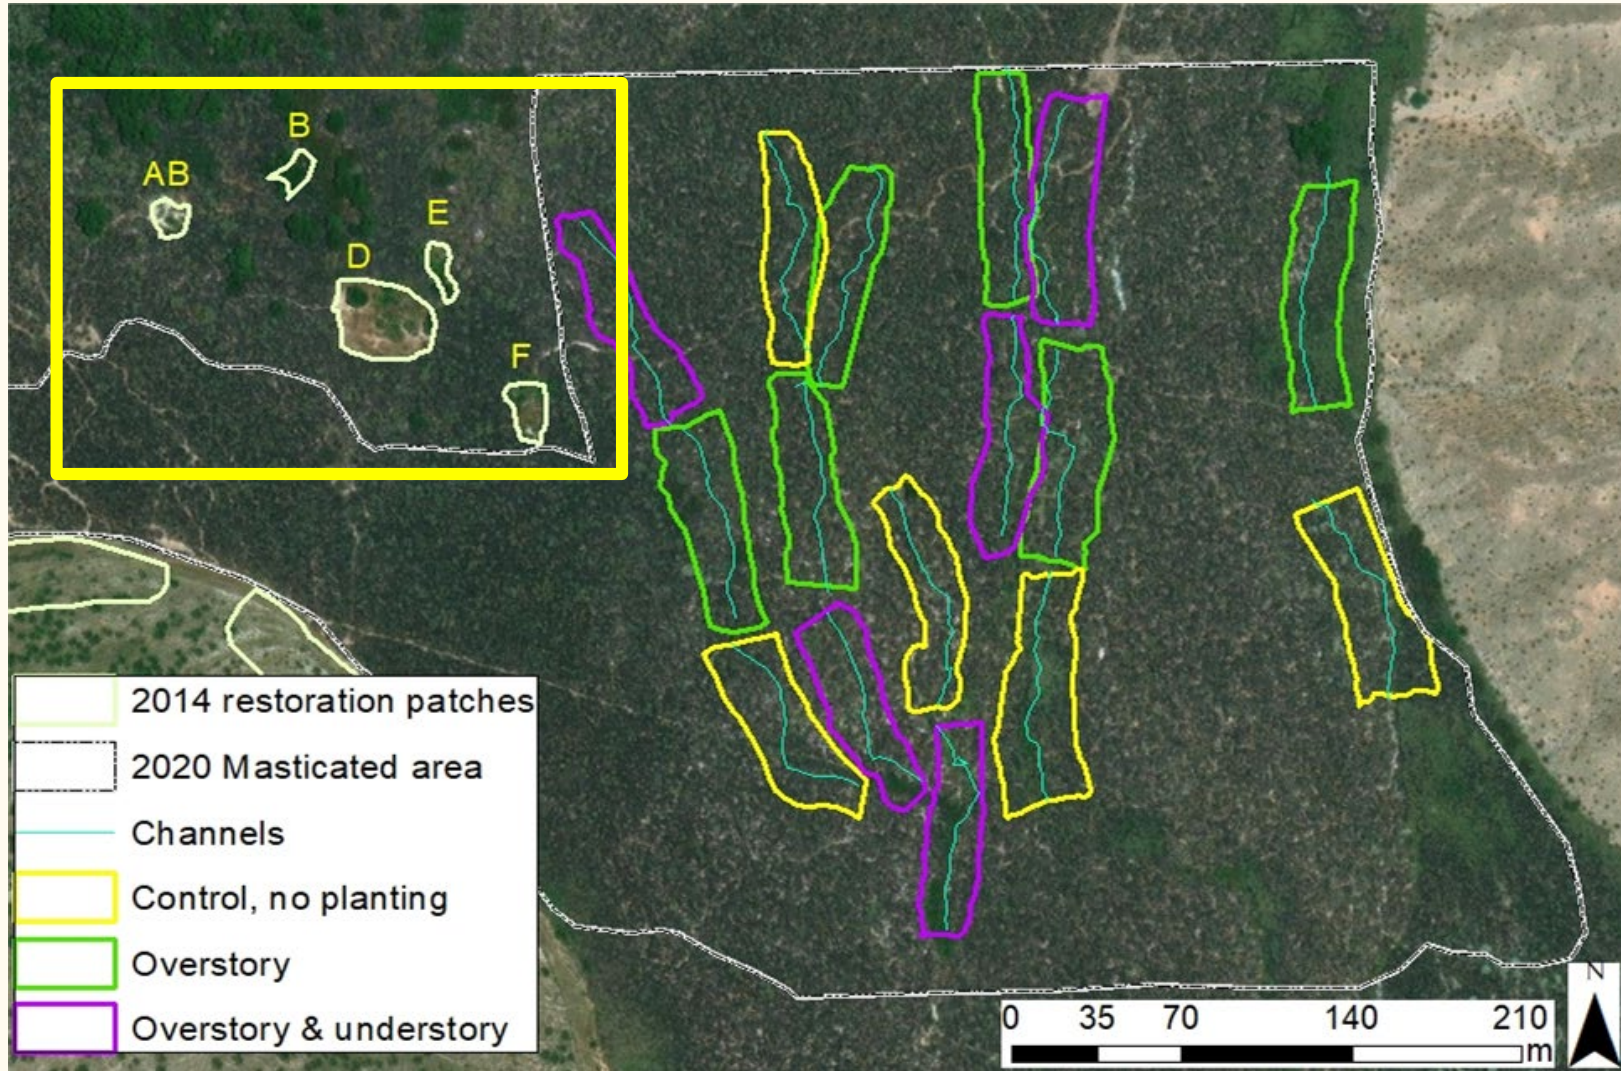 B
AB
E
D
F
2014 restoration patches
2020 Masticated area
Channels
Control, no planting
Overstory
Overstory & understory
N
0 35 70 140 210
m